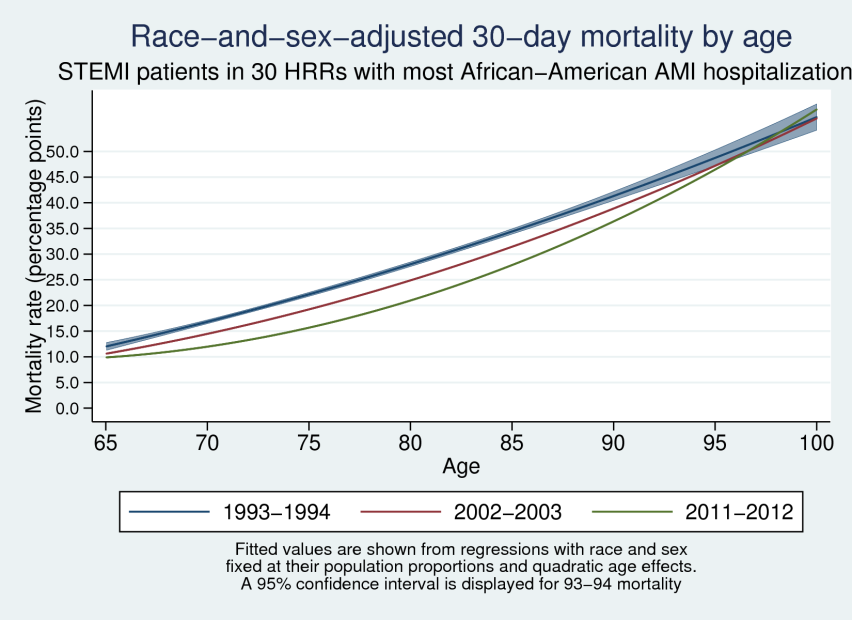 Race−and−sex−adjusted 30−day mortality by age
STEMI patients in 30 HRRs with most African−American AMI hospitalization
Mortality rate (percentage points)
50.0
45.0
40.0
35.0
30.0
25.0
20.0
15.0
10.0
5.0
0.0
65 70 75 80 85 90 95 100
Age
1993−1994 2002−2003 2011−2012
Fitted values are shown from regressions with race and sex
fixed at their population proportions and quadratic age effects.
A 95% confidence interval is displayed for 93−94 mortality